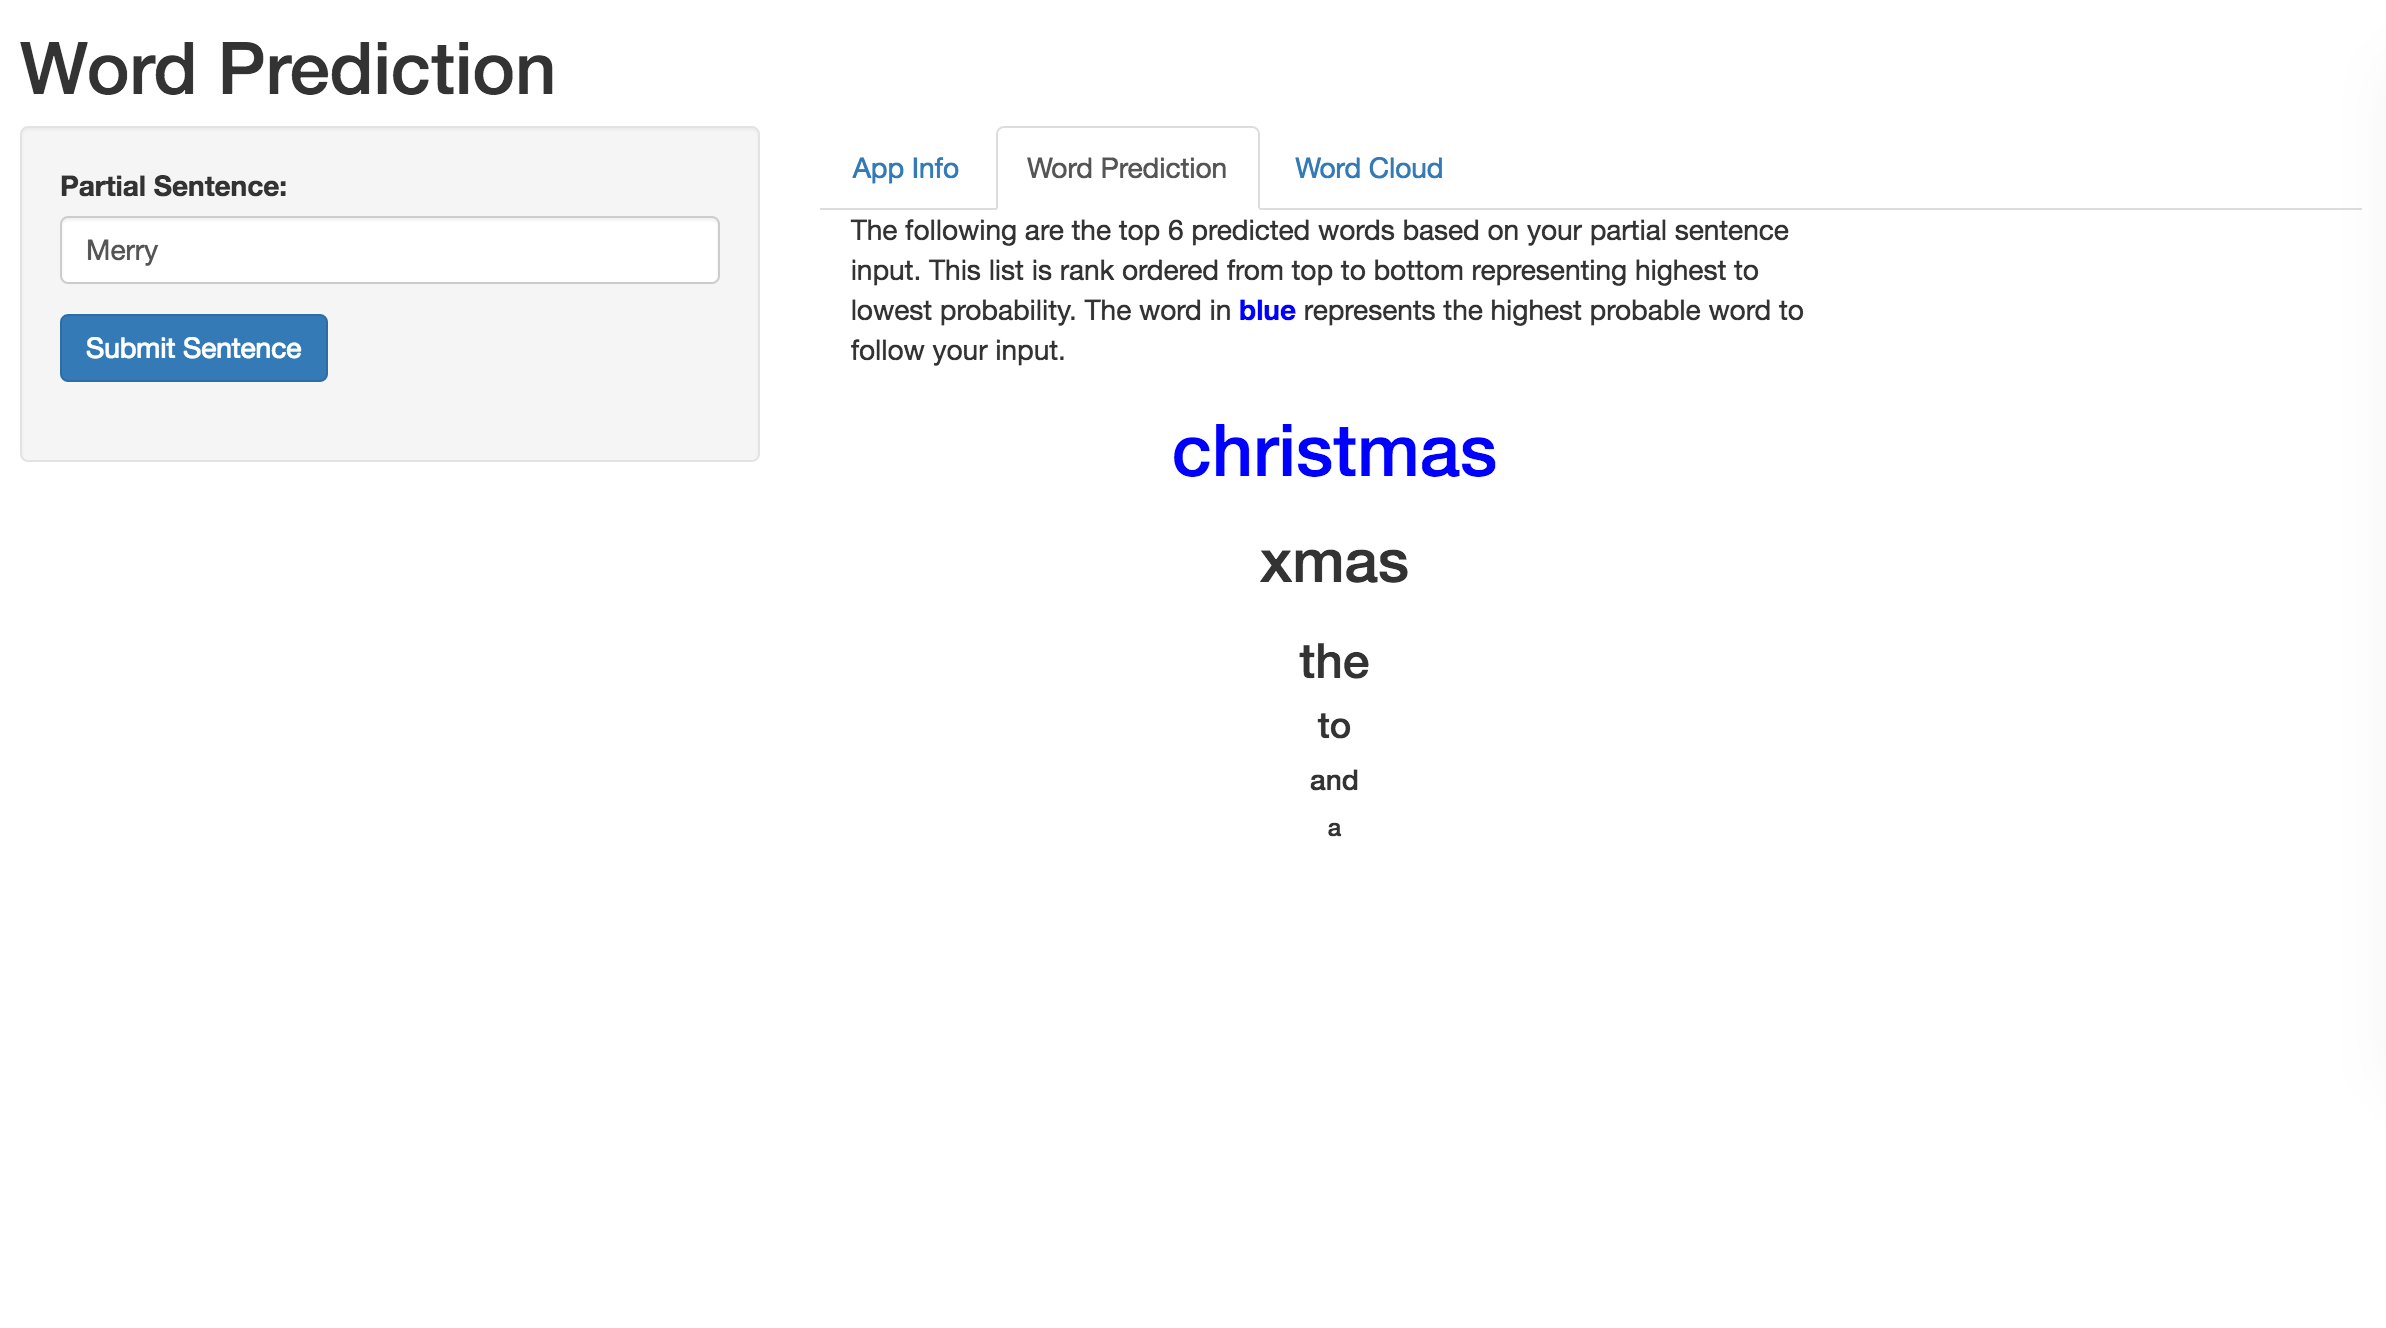 Word Prediction
Partial Sentence:
Merry
Submit Sentence
App Info
Word Prediction
Word Cloud
The following are the top 6 predicted words based on your partial sentence
input. This list is rank ordered from top to bottom representing highest to
lowest probability. The word in blue represents the highest probable word to
follow your input.
christmas
xmas
the
to
and
a